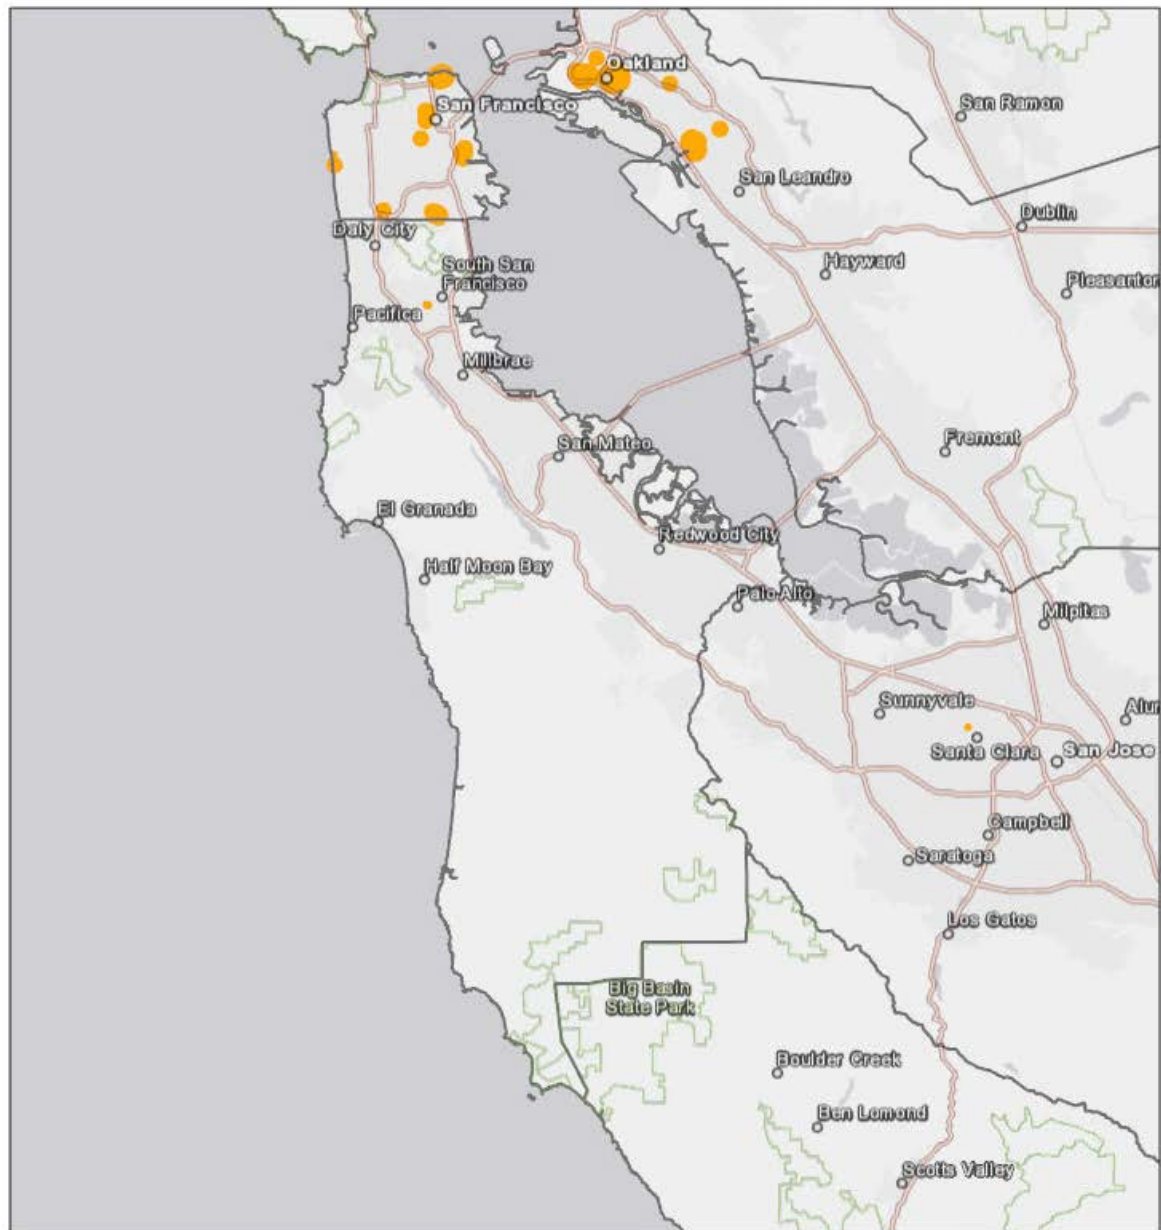 Oakland
San Francisco
San Ramon
San Leandro
Dublin
Daly City
Hayward
South San
Francisco
Pleasanton
Pacifica
Millbrae
San Mateo
Fremont
El Granada
Redwood City
Half Moon Bay
Palo Alto
Milpitas
Sunnyvale
Alum
Santa Clara
San Jose
Campbell
Saratoga
Los Gatos
Big Basin
State Park
Boulder Creek
Ben Lomond
Scotts Valley